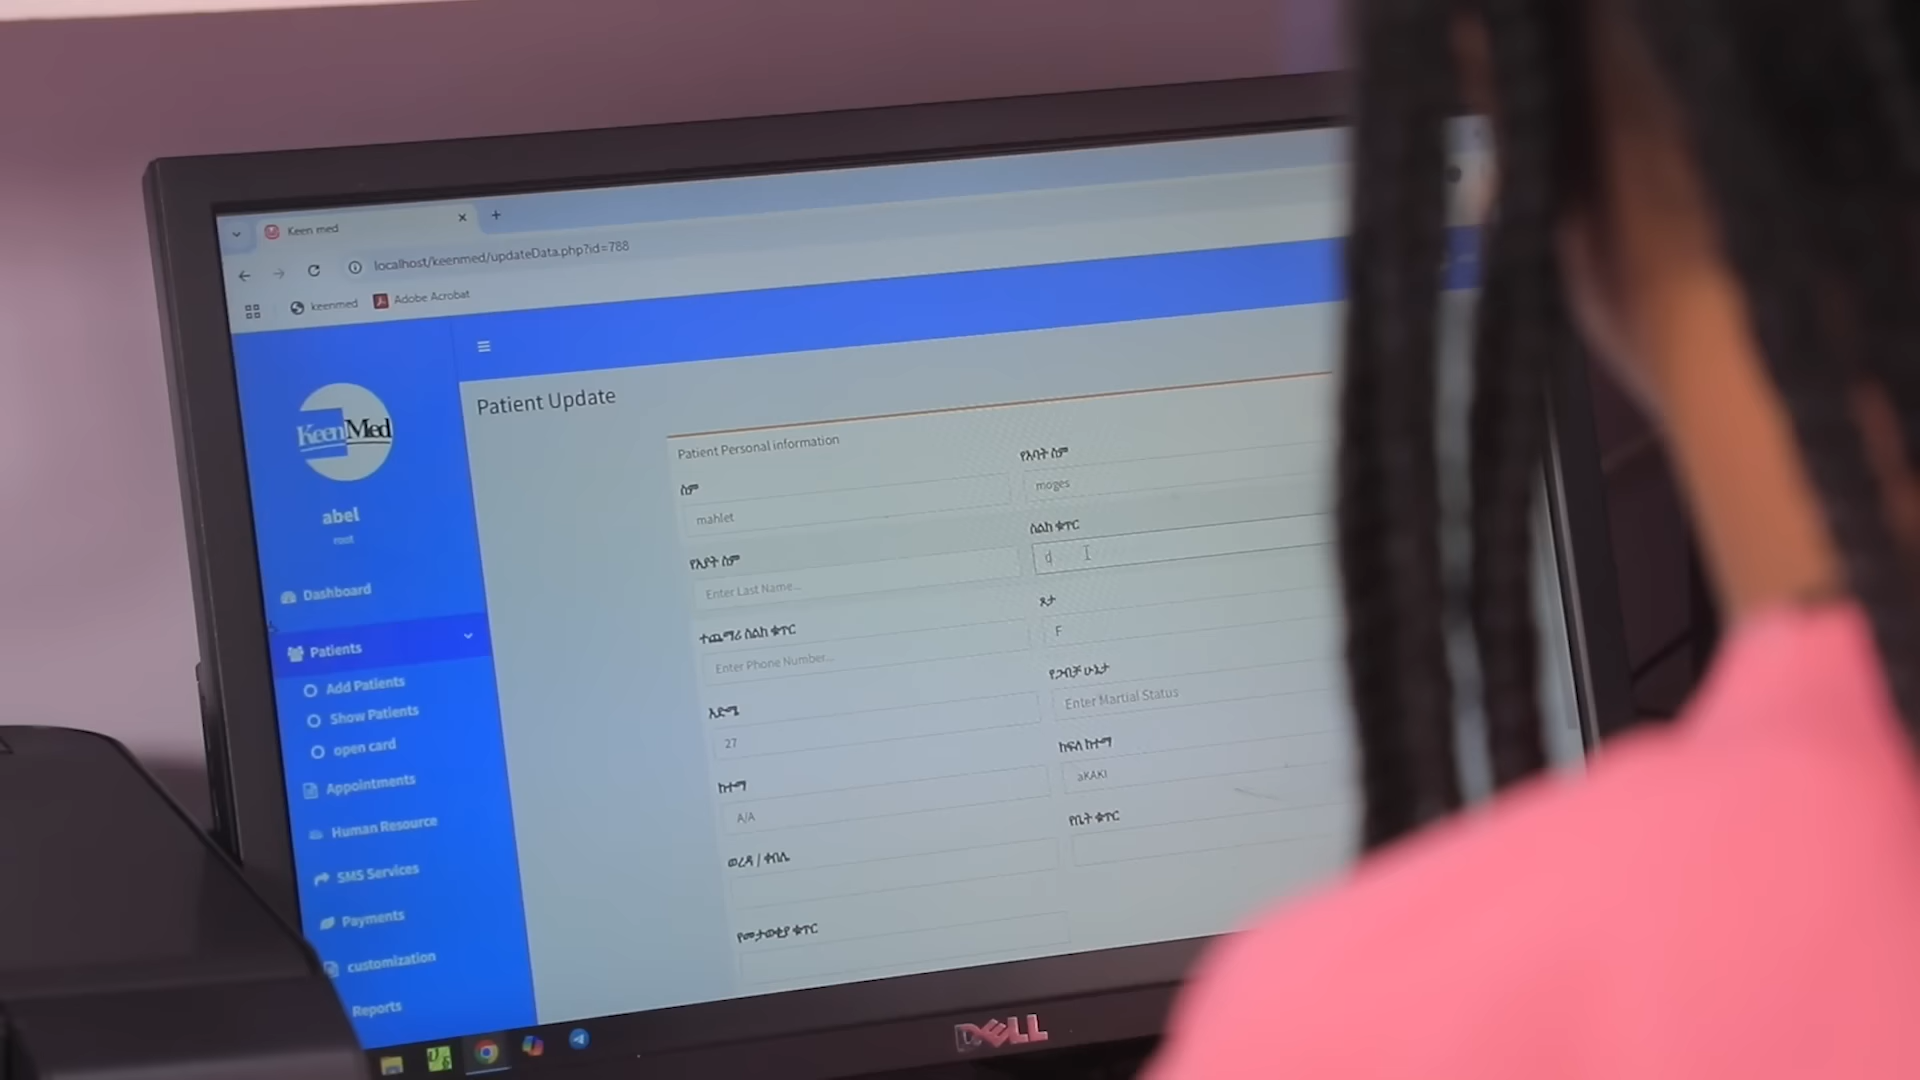 Keen med
localhost/keenmed/updateData.php?id=788
keenmed
Adobe Acrobat
KeenMed
abel
root
Dashboard
Patients
Add Patients
Show Patients
open card
Appointments
Human Resource
SMS Services
Payments
customization
Reports
Patient Update
Patient Personal information
ስም
mahlet
የአባት ስም
moges
የአያት ስም
Enter Last Name...
ስልክ ቁጥር
d
ተጨማሪ ስልክ ቁጥር
Enter Phone Number...
ጾታ
F
እድሜ
27
የጋብቻ ሁኔታ
Enter Martial Status
ከተማ
A/A
ክፍለ ከተማ
aKAKI
ወረዳ / ቀበሌ
የቤት ቁጥር
የመታወቂያ ቁጥር
DELL